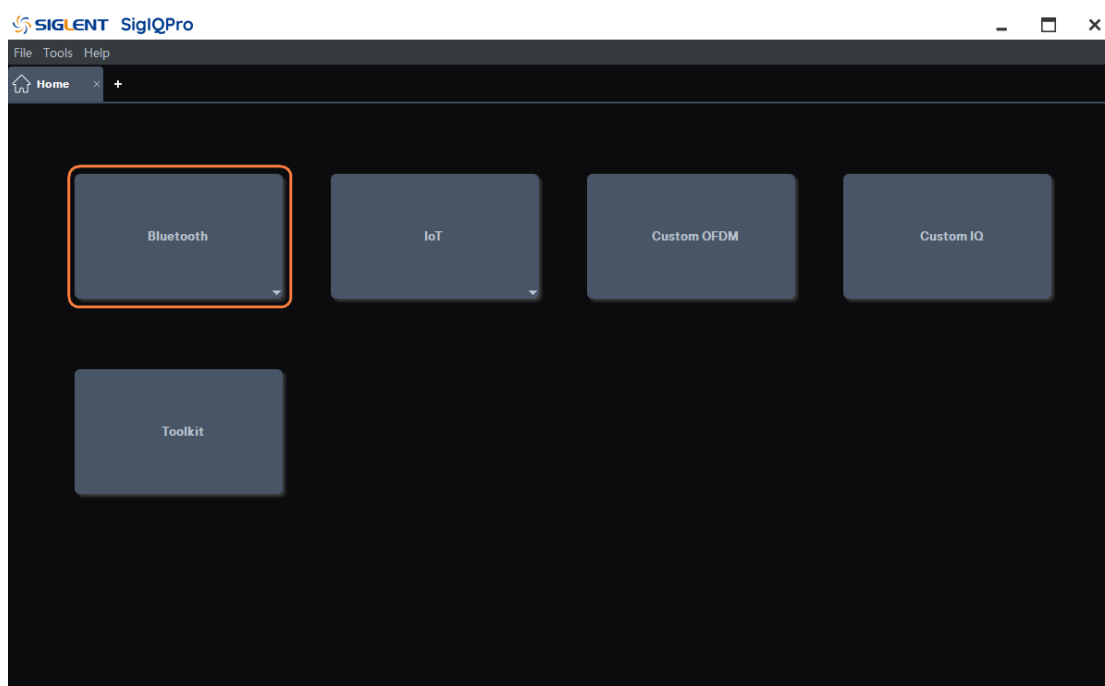 SIGLENT SigIQPro
File Tools Help
Home × +
Bluetooth
IoT
Custom OFDM
Custom IQ
Toolkit